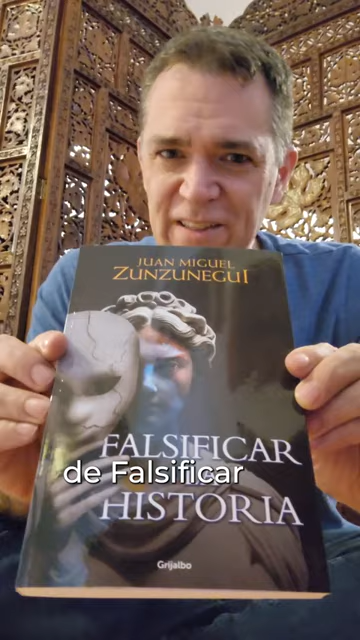 JUAN MIGUEL
ZUNZUNEGUI
FALSIFICAR
de Falsificar
HISTORIA
Grijalbo